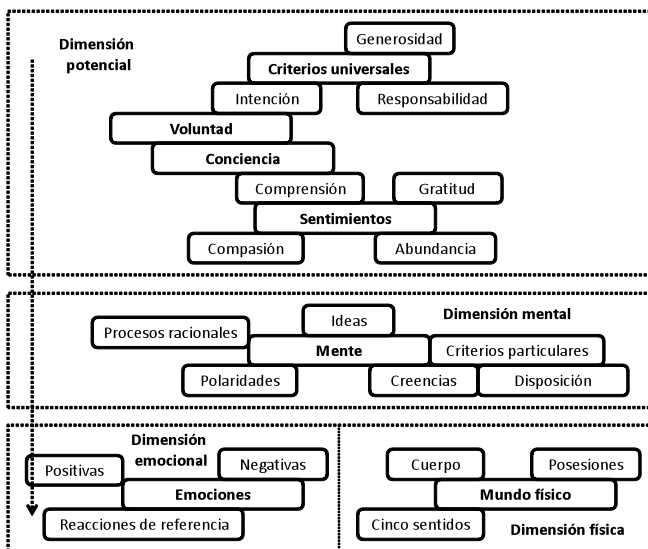 Dimensión
potencial
Generosidad
Criterios universales
Intención
Responsabilidad
Voluntad
Conciencia
Comprensión
Gratitud
Sentimientos
Compasión
Abundancia
Dimensión mental
Ideas
Procesos racionales
Mente
Criterios particulares
Polaridades
Creencias
Disposición
Dimensión
emocional
Positivas
Negativas
Emociones
Reacciones de referencia
Cuerpo
Posesiones
Mundo físico
Cinco sentidos
Dimensión física